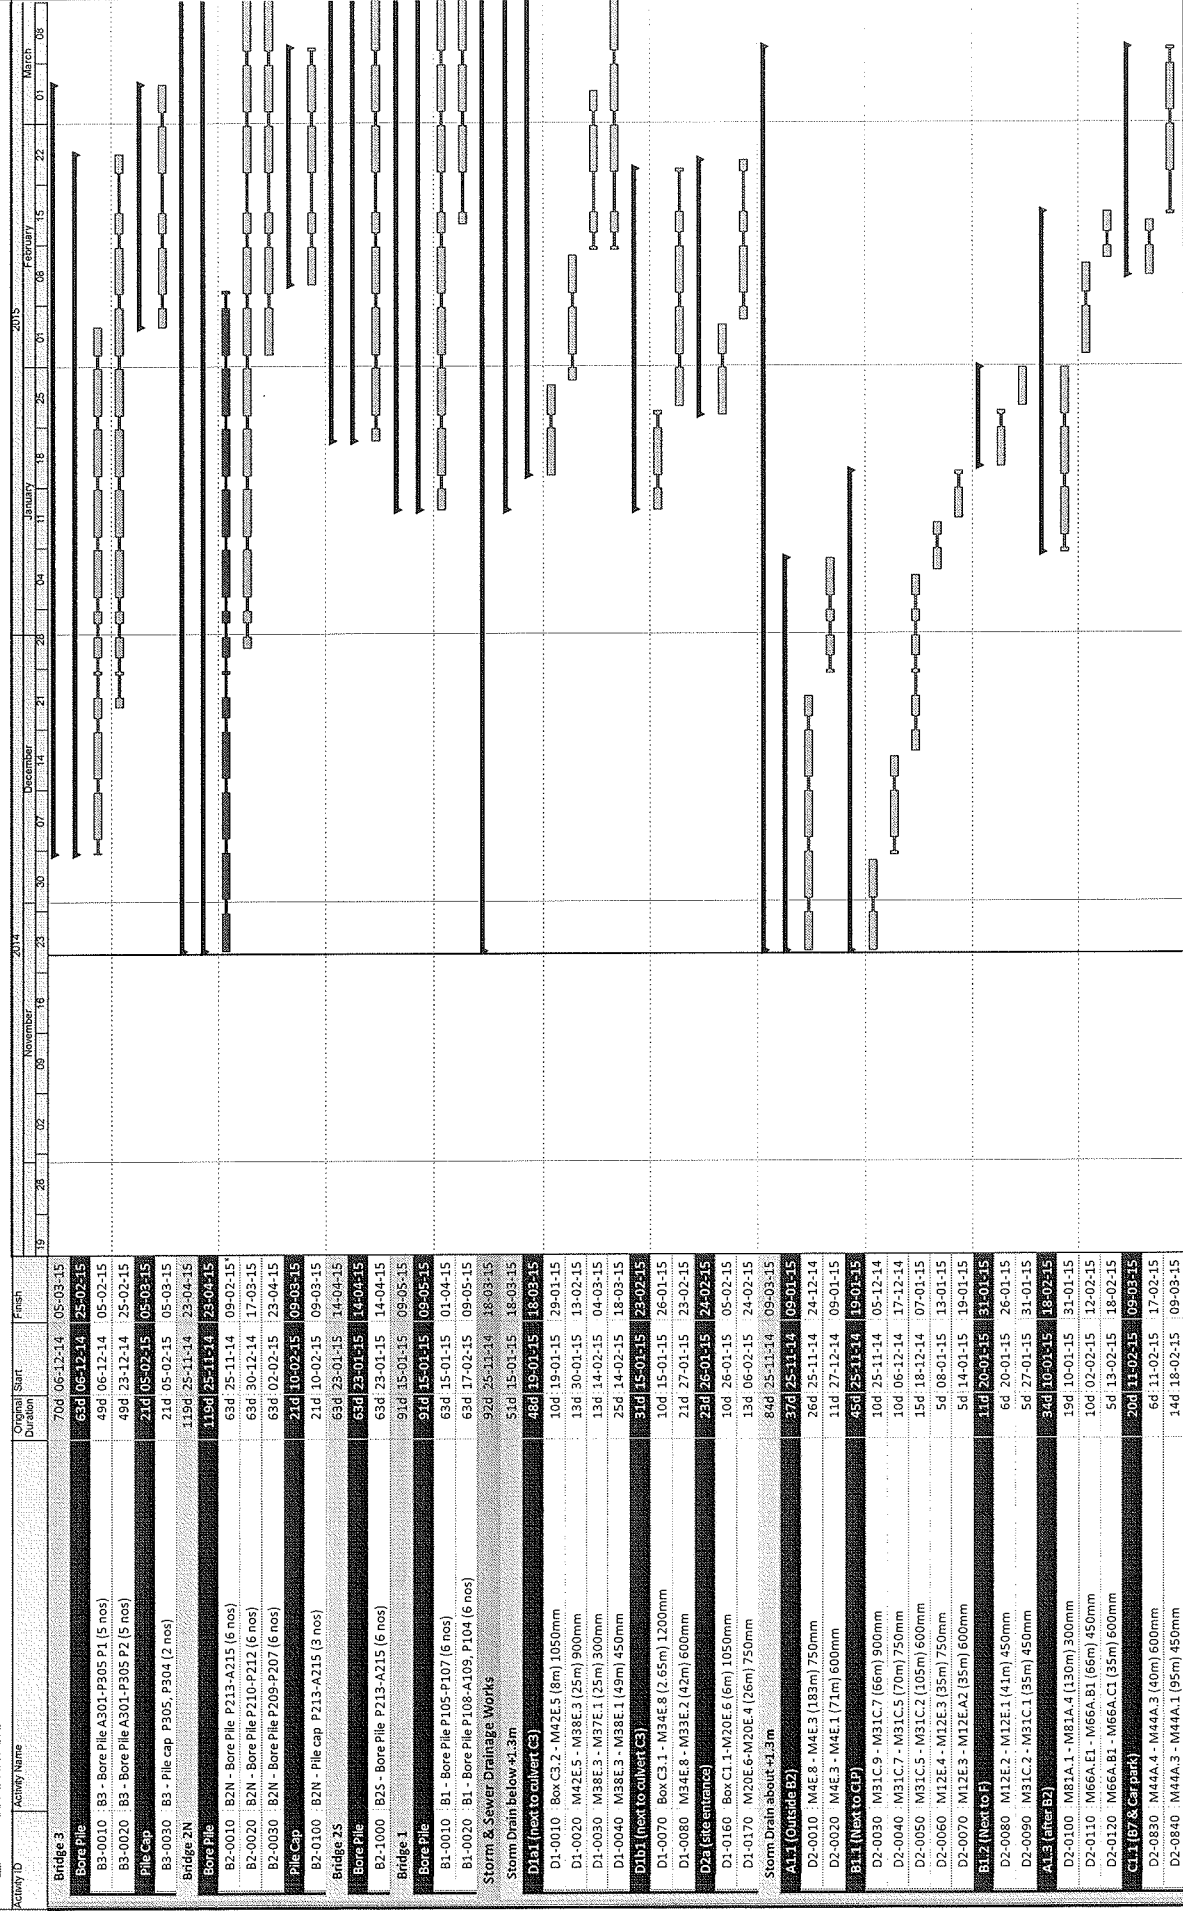 Activity ID Activity Name Original Duration Start Finish
2014 2015
November December January February March
19 26 02 09 16 23 30 07 14 21 28 04 11 18 25 01 08 15 22 01 08
Bridge 3 70d 06-12-14 05-03-15
Bore Pile 63d 06-12-14 25-02-15
B3-0010 B3 - Bore Pile A301-P305 P1 (5 nos) 49d 06-12-14 05-02-15
B3-0020 B3 - Bore Pile A301-P305 P2 (5 nos) 49d 23-12-14 25-02-15
Pile Cap 21d 05-02-15 05-03-15
B3-0030 B3 - Pile cap P305, P304 (2 nos) 21d 05-02-15 05-03-15
Bridge 2N 119d 25-11-14 23-04-15
Bore Pile 119d 25-11-14 23-04-15
B2-0010 B2N - Bore Pile P213-A215 (6 nos) 63d 25-11-14 09-02-15*
B2-0020 B2N - Bore Pile P210-P212 (6 nos) 63d 30-12-14 17-03-15
B2-0030 B2N - Bore Pile P209-P207 (6 nos) 63d 02-02-15 23-04-15
Pile Cap 21d 10-02-15 09-03-15
B2-0100 B2N - Pile cap P213-A215 (3 nos) 21d 10-02-15 09-03-15
Bridge 2S 63d 23-01-15 14-04-15
Bore Pile 63d 23-01-15 14-04-15
B2-1000 B2S - Bore Pile P213-A215 (6 nos) 63d 23-01-15 14-04-15
Bridge 1 91d 15-01-15 09-05-15
Bore Pile 91d 15-01-15 09-05-15
B1-0010 B1 - Bore Pile P105-P107 (6 nos) 63d 15-01-15 01-04-15
B1-0020 B1 - Bore Pile P108-A109, P104 (6 nos) 63d 17-02-15 09-05-15
Storm & Sewer Drainage Works 92d 25-11-14 18-03-15
Storm Drain below +1.3m 51d 15-01-15 18-03-15
D1a1 (next to culvert C3) 48d 19-01-15 18-03-15
D1-0010 Box C3.2 - M42E.5 (8m) 1050mm 10d 19-01-15 29-01-15
D1-0020 M42E.5 - M38E.3 (25m) 900mm 13d 30-01-15 13-02-15
D1-0030 M38E.3 - M37E.1 (25m) 300mm 13d 14-02-15 04-03-15
D1-0040 M38E.3 - M38E.1 (49m) 450mm 25d 14-02-15 18-03-15
D1b1 (next to culvert C3) 31d 15-01-15 23-02-15
D1-0070 Box C3.1 - M34E.8 (2.65m) 1200mm 10d 15-01-15 26-01-15
D1-0080 M34E.8 - M33E.2 (42m) 600mm 21d 27-01-15 23-02-15
D2a (site entrance) 23d 26-01-15 24-02-15
D1-0160 Box C1.1-M20E.6 (6m) 1050mm 10d 26-01-15 05-02-15
D1-0170 M20E.6-M20E.4 (26m) 750mm 13d 06-02-15 24-02-15
Storm Drain about +1.3m 84d 25-11-14 09-03-15
A1.1 (Outside B2) 37d 25-11-14 09-01-15
D2-0010 M4E.8 - M4E.3 (183m) 750mm 26d 25-11-14 24-12-14
D2-0020 M4E.3 - M4E.1 (71m) 600mm 11d 27-12-14 09-01-15
B1.1 (Next to CLP) 45d 25-11-14 19-01-15
D2-0030 M31C.9 - M31C.7 (66m) 900mm 10d 25-11-14 05-12-14
D2-0040 M31C.7 - M31C.5 (70m) 750mm 10d 06-12-14 17-12-14
D2-0050 M31C.5 - M31C.2 (105m) 600mm 15d 18-12-14 07-01-15
D2-0060 M12E.4 - M12E.3 (35m) 750mm 5d 08-01-15 13-01-15
D2-0070 M12E.3 - M12E.A2 (35m) 600mm 5d 14-01-15 19-01-15
B1.2 (Next to F) 11d 20-01-15 31-01-15
D2-0080 M12E.2 - M12E.1 (41m) 450mm 6d 20-01-15 26-01-15
D2-0090 M31C.2 - M31C.1 (35m) 450mm 5d 27-01-15 31-01-15
A1.3 (after B2) 34d 10-01-15 18-02-15
D2-0100 M81A.1 - M81A.4 (130m) 300mm 19d 10-01-15 31-01-15
D2-0110 M66A.E1 - M66A.B1 (66m) 450mm 10d 02-02-15 12-02-15
D2-0120 M66A.B1 - M66A.C1 (35m) 600mm 5d 13-02-15 18-02-15
C1.1 (B7 & Car park) 20d 11-02-15 09-03-15
D2-0830 M44A.4 - M44A.3 (40m) 600mm 6d 11-02-15 17-02-15
D2-0840 M44A.3 - M44A.1 (95m) 450mm 14d 18-02-15 09-03-15